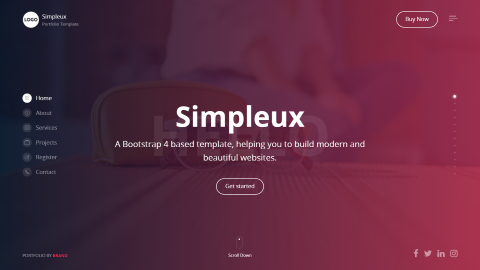 LOGO
Simpleux
Portfolio Template
Buy Now
Home
About
Services
Projects
Register
Contact
HELLO
Simpleux
A Bootstrap 4 based template, helping you to build modern and
beautiful websites.
Get started
PORTFOLIO BY
Scroll Down